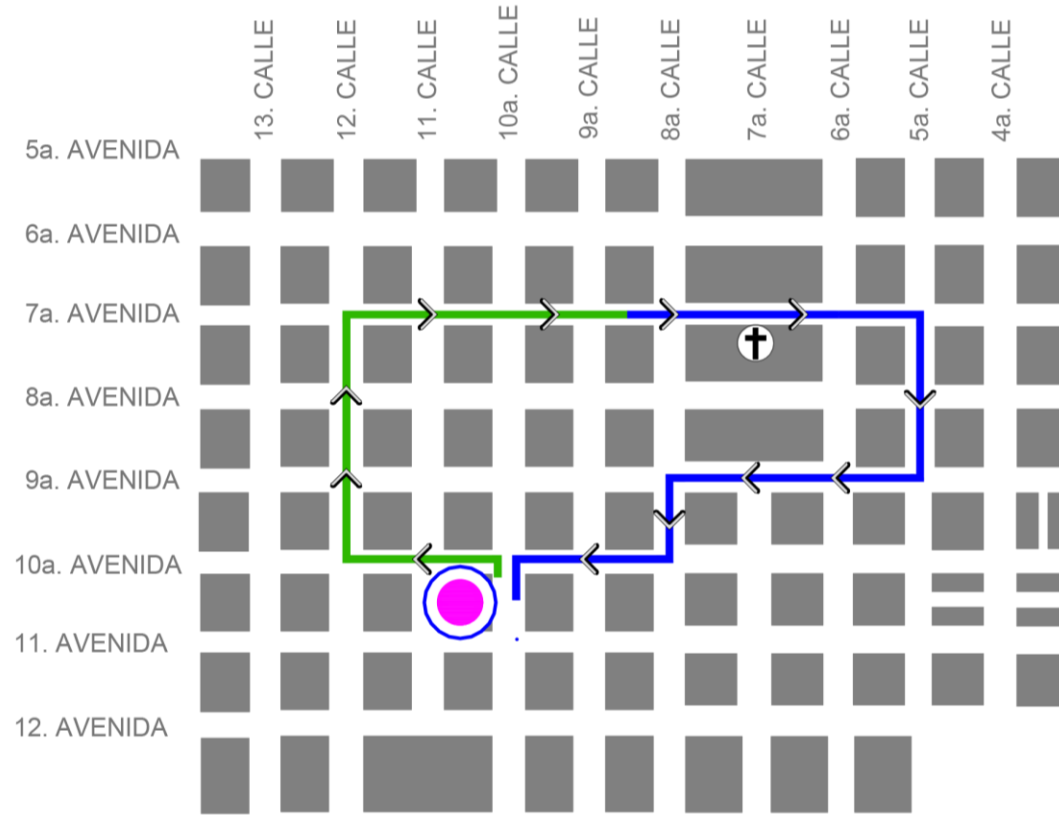 13. CALLE
12. CALLE
11. CALLE
10a. CALLE
9a. CALLE
8a. CALLE
7a. CALLE
6a. CALLE
5a. CALLE
4a. CALLE
5a. AVENIDA
6a. AVENIDA
7a. AVENIDA
8a. AVENIDA
9a. AVENIDA
10a. AVENIDA
11. AVENIDA
12. AVENIDA